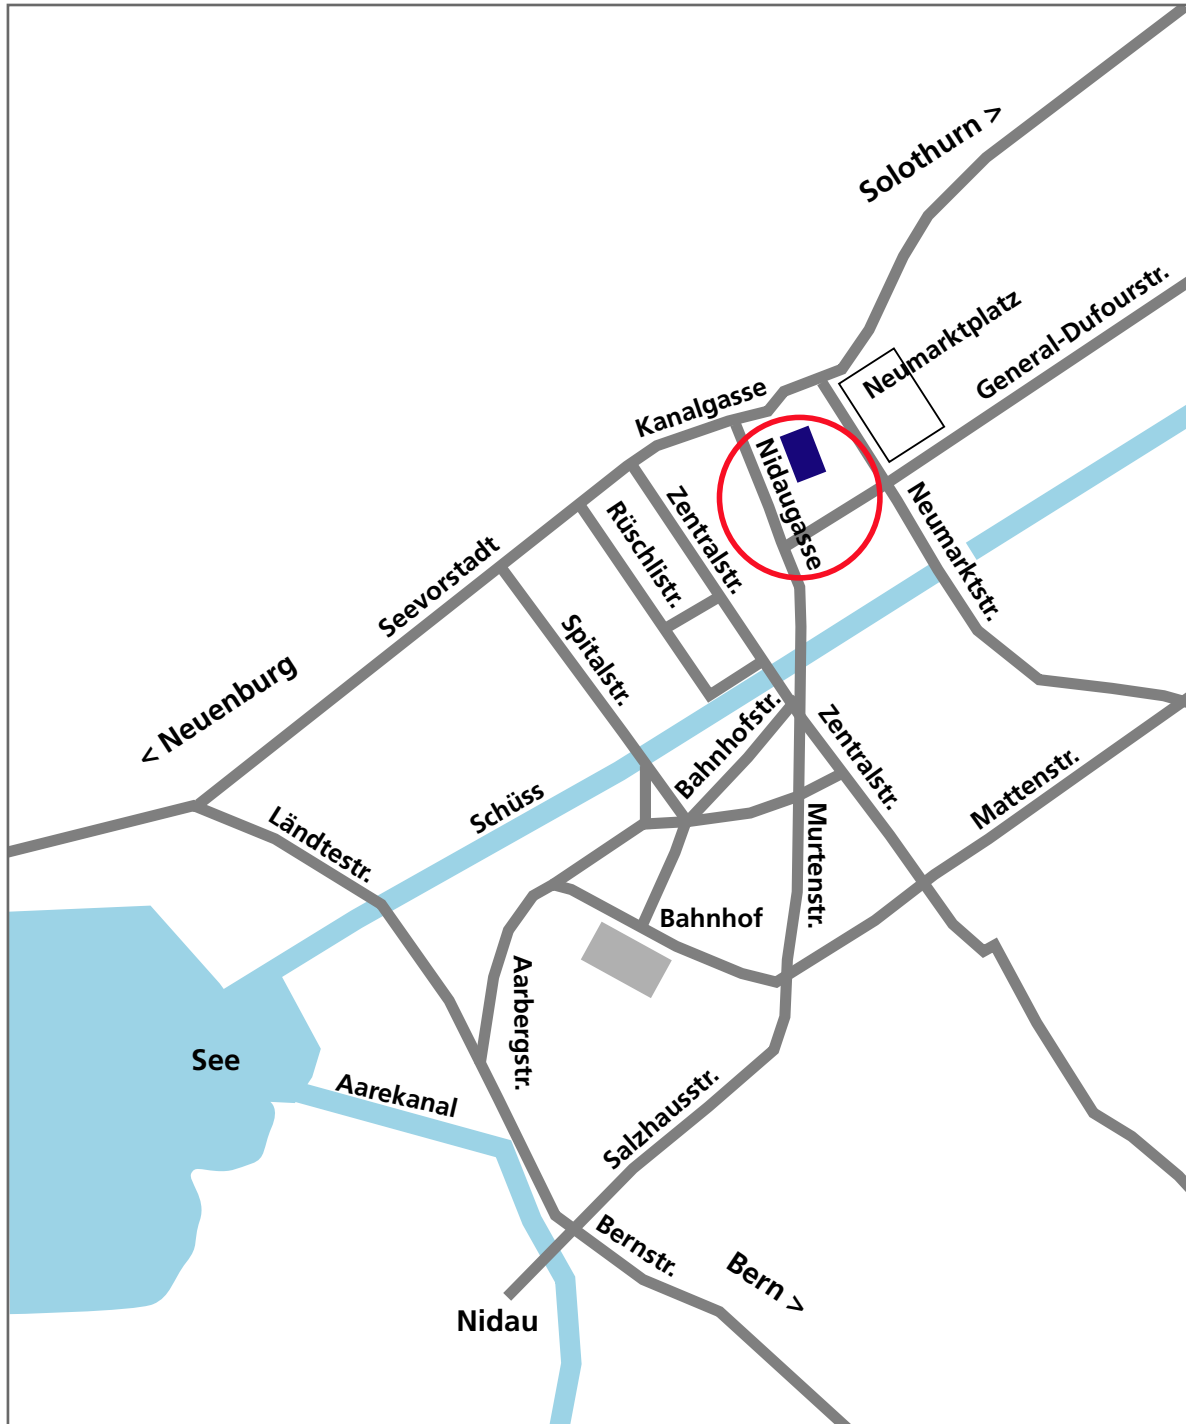 Solothurn >
Neumarktplatz
General-Dufourstr.
Kanalgasse
Nidaugasse
Zentralstr.
Rüschlistr.
Neumarktstr.
Seevorstadt
Spitalstr.
< Neuenburg
Bahnhofstr.
Zentralstr.
Schüss
Ländtestr.
Mattenstr.
Murtenstr.
Bahnhof
Aarbergstr.
See
Aarekanal
Salzhausstr.
Bernstr.
Bern >
Nidau